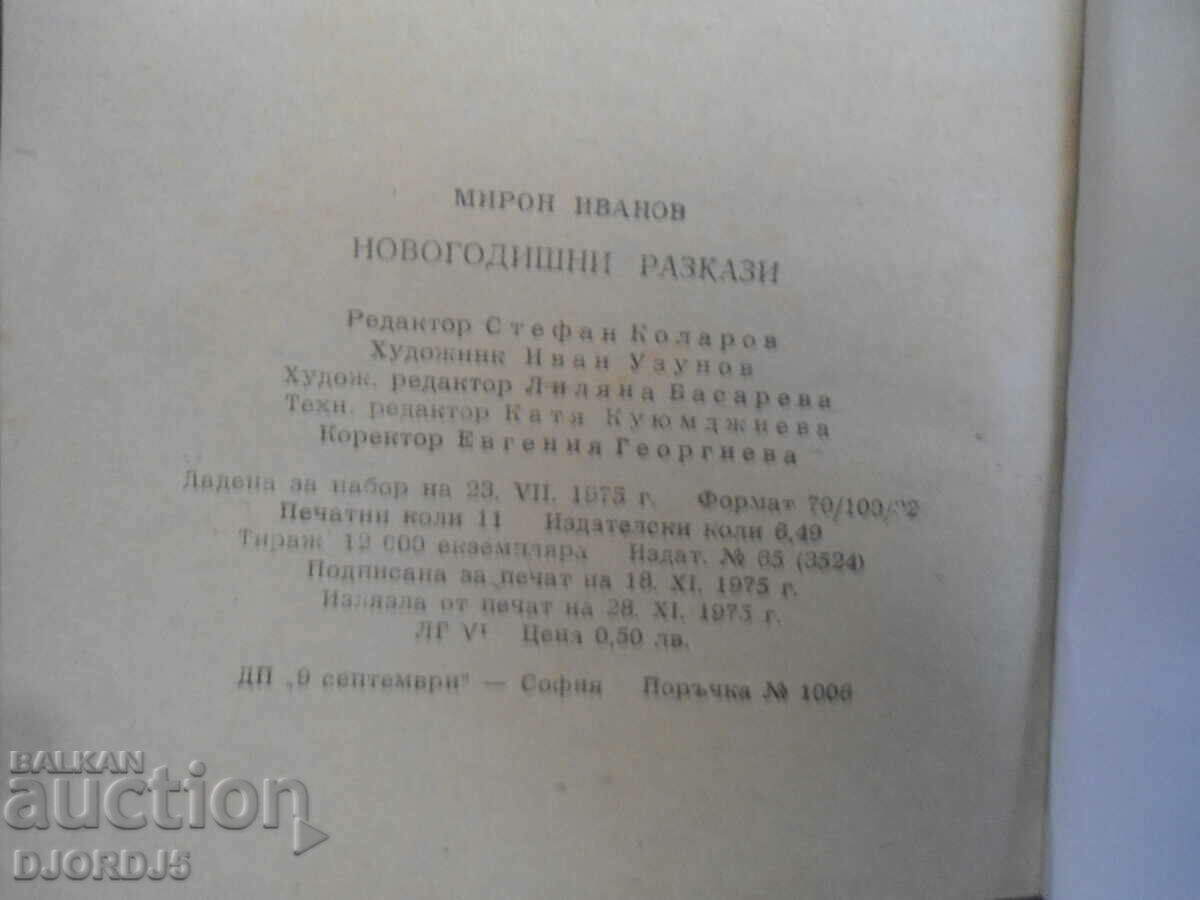 МИРОН ИВАНОВ
НОВОГОДИШНИ РАЗКАЗИ
Редактор Стефан Коларов
Художник Иван Узунов
Худож. редактор Лиляна Басарева
Техн. редактор Катя Куюмджиева
Коректор Евгения Георгиева
Дадена за набор на 23. VII. 1975 г. Формат 70/100/32
Печатни коли 11 Издателски коли 6,49
Тираж 12 000 екземпляра Издат. № 65 (3524)
Подписана за печат на 18. XI. 1975 г.
Излязла от печат на 28. XI. 1975 г.
ЛГ VI Цена 0,50 лв.
ДП „9 септември" — София Поръчка № 1006
BALKAN
auction
DJORDJ5